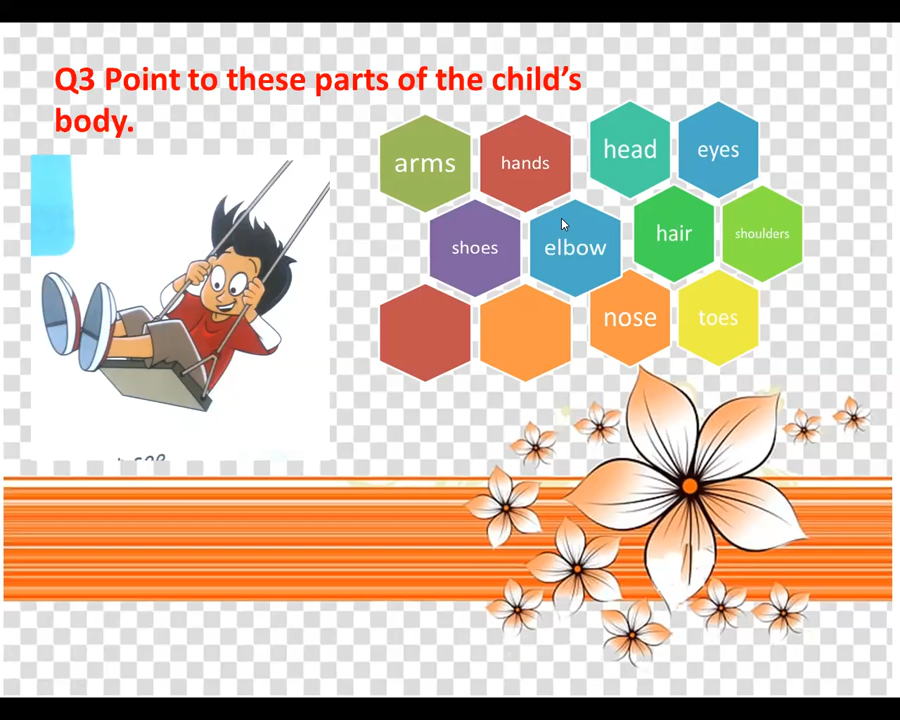 Q3 Point to these parts of the child's
body.
arms
hands
head
eyes
shoes
elbow
hair
shoulders
nose
toes